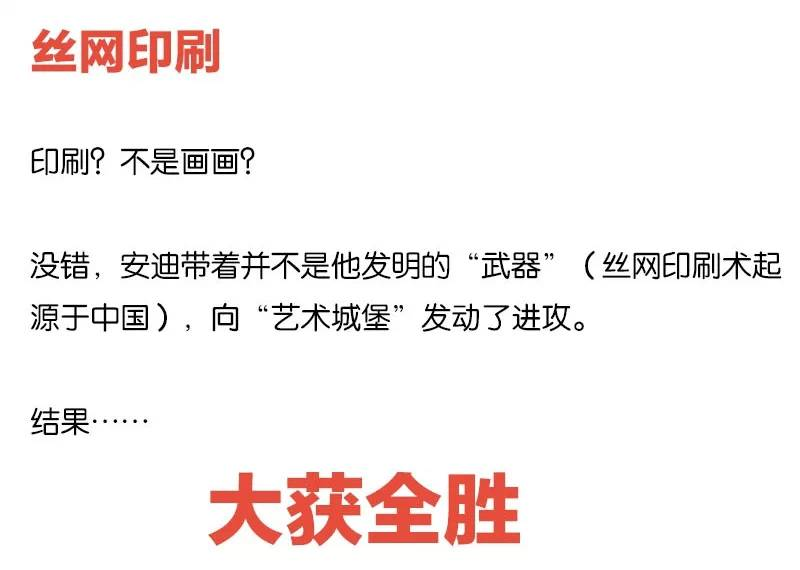 丝网印刷
印刷？不是画画？
没错，安迪带着并不是他发明的“武器”（丝网印刷术起
源于中国），向“艺术城堡”发动了进攻。
结果……
大获全胜